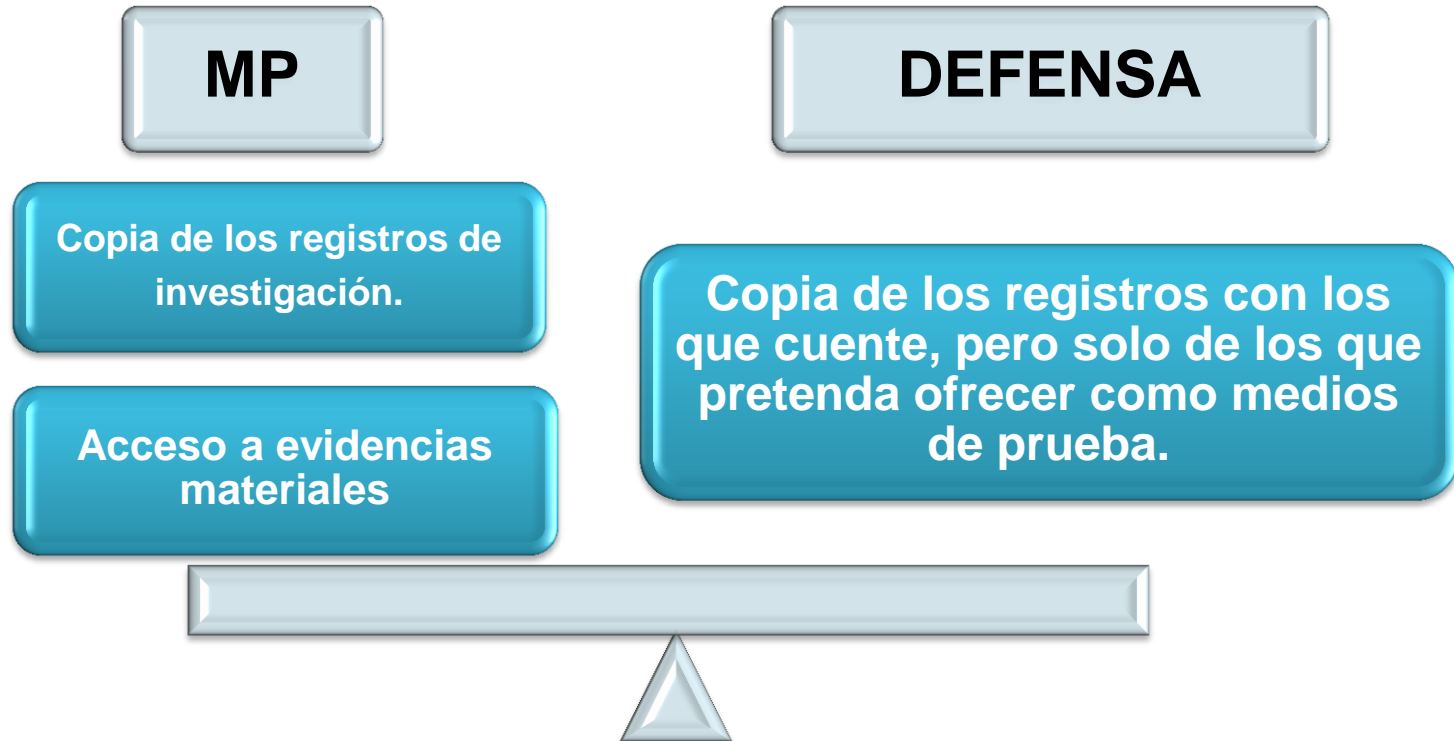 MP
DEFENSA
Copia de los registros de
investigación.
Acceso a evidencias
materiales
Copia de los registros con los
que cuente, pero solo de los que
pretenda ofrecer como medios
de prueba.